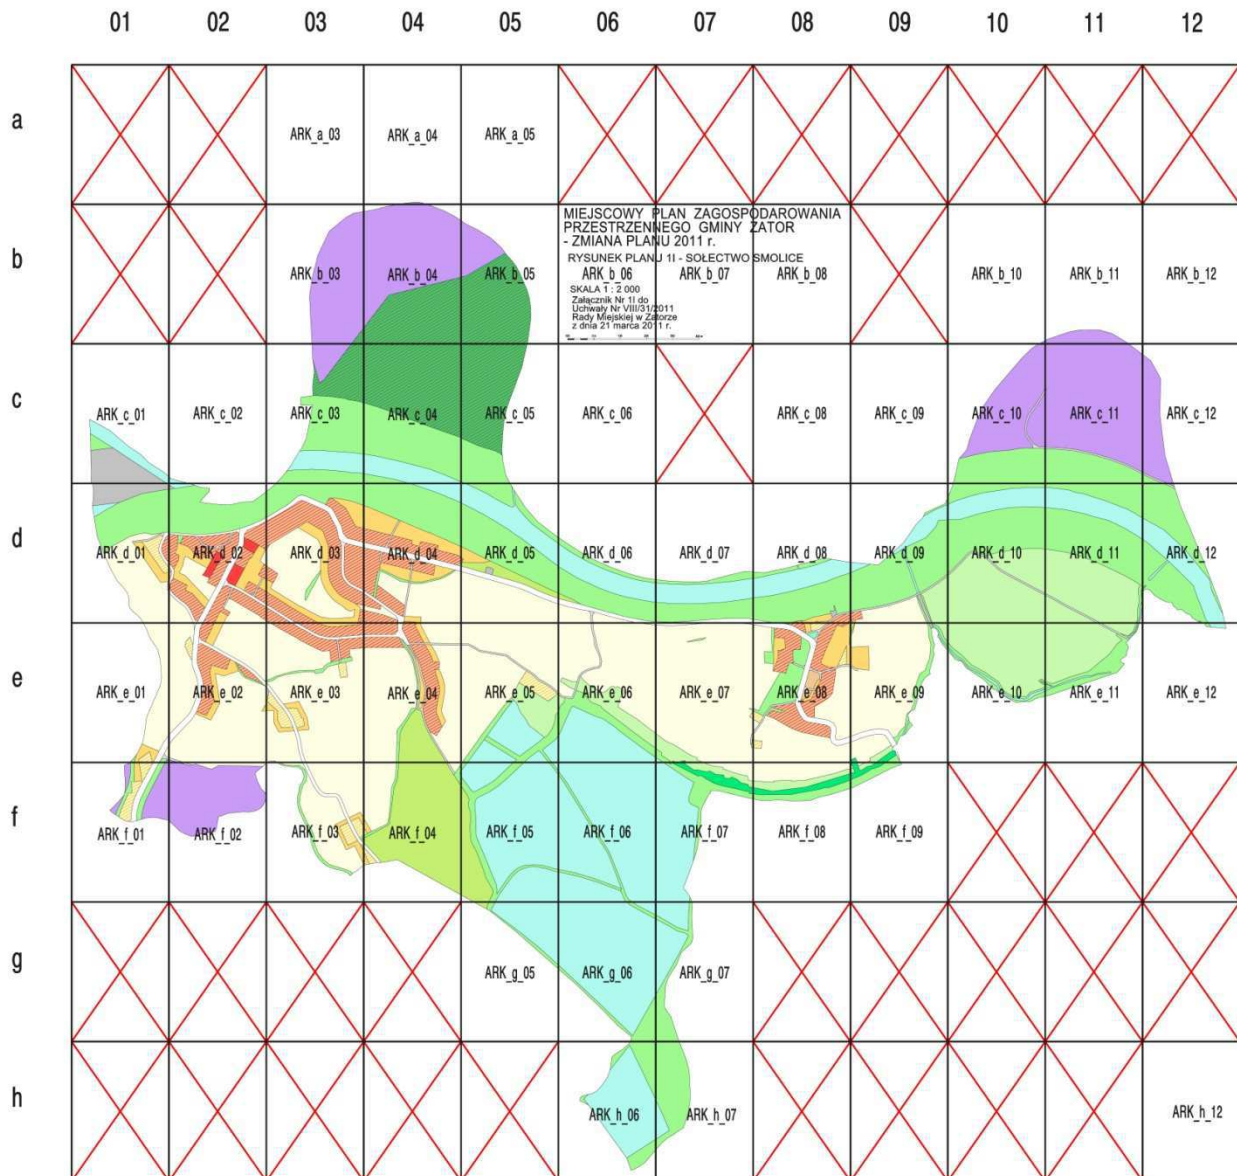 01 02 03 04 05 06 07 08 09 10 11 12
a ARK_a_03 ARK_a_04 ARK_a_05
MIEJSCOWY PLAN ZAGOSPODAROWANIA
PRZESTRZENNEGO GMINY ZATOR
- ZMIANA PLANU 2011 r.
RYSUNEK PLANU 1I - SOŁECTWO SMOLICE
b ARK_b_03 ARK_b_04 ARK_b_05 ARK_b_06 ARK_b_07 ARK_b_08 ARK_b_10 ARK_b_11 ARK_b_12
SKALA 1 : 2 000
Załącznik Nr 1I do
Uchwały Nr VIII/31/2011
Rady Miejskiej w Zatorze
z dnia 21 marca 2011 r.
c ARK_c_01 ARK_c_02 ARK_c_03 ARK_c_04 ARK_c_05 ARK_c_06 ARK_c_08 ARK_c_09 ARK_c_10 ARK_c_11 ARK_c_12
d ARK_d_01 ARK_d_02 ARK_d_03 ARK_d_04 ARK_d_05 ARK_d_06 ARK_d_07 ARK_d_08 ARK_d_09 ARK_d_10 ARK_d_11 ARK_d_12
e ARK_e_01 ARK_e_02 ARK_e_03 ARK_e_04 ARK_e_05 ARK_e_06 ARK_e_07 ARK_e_08 ARK_e_09 ARK_e_10 ARK_e_11 ARK_e_12
f ARK_f_01 ARK_f_02 ARK_f_03 ARK_f_04 ARK_f_05 ARK_f_06 ARK_f_07 ARK_f_08 ARK_f_09
g ARK_g_05 ARK_g_06 ARK_g_07
h ARK_h_06 ARK_h_07 ARK_h_12